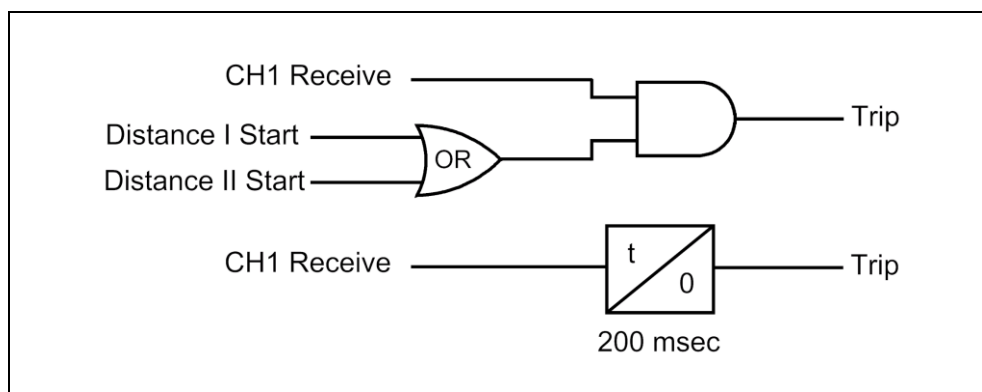 CH1 Receive
Trip
Distance I Start
OR
Distance II Start
CH1 Receive
t
0
Trip
200 msec